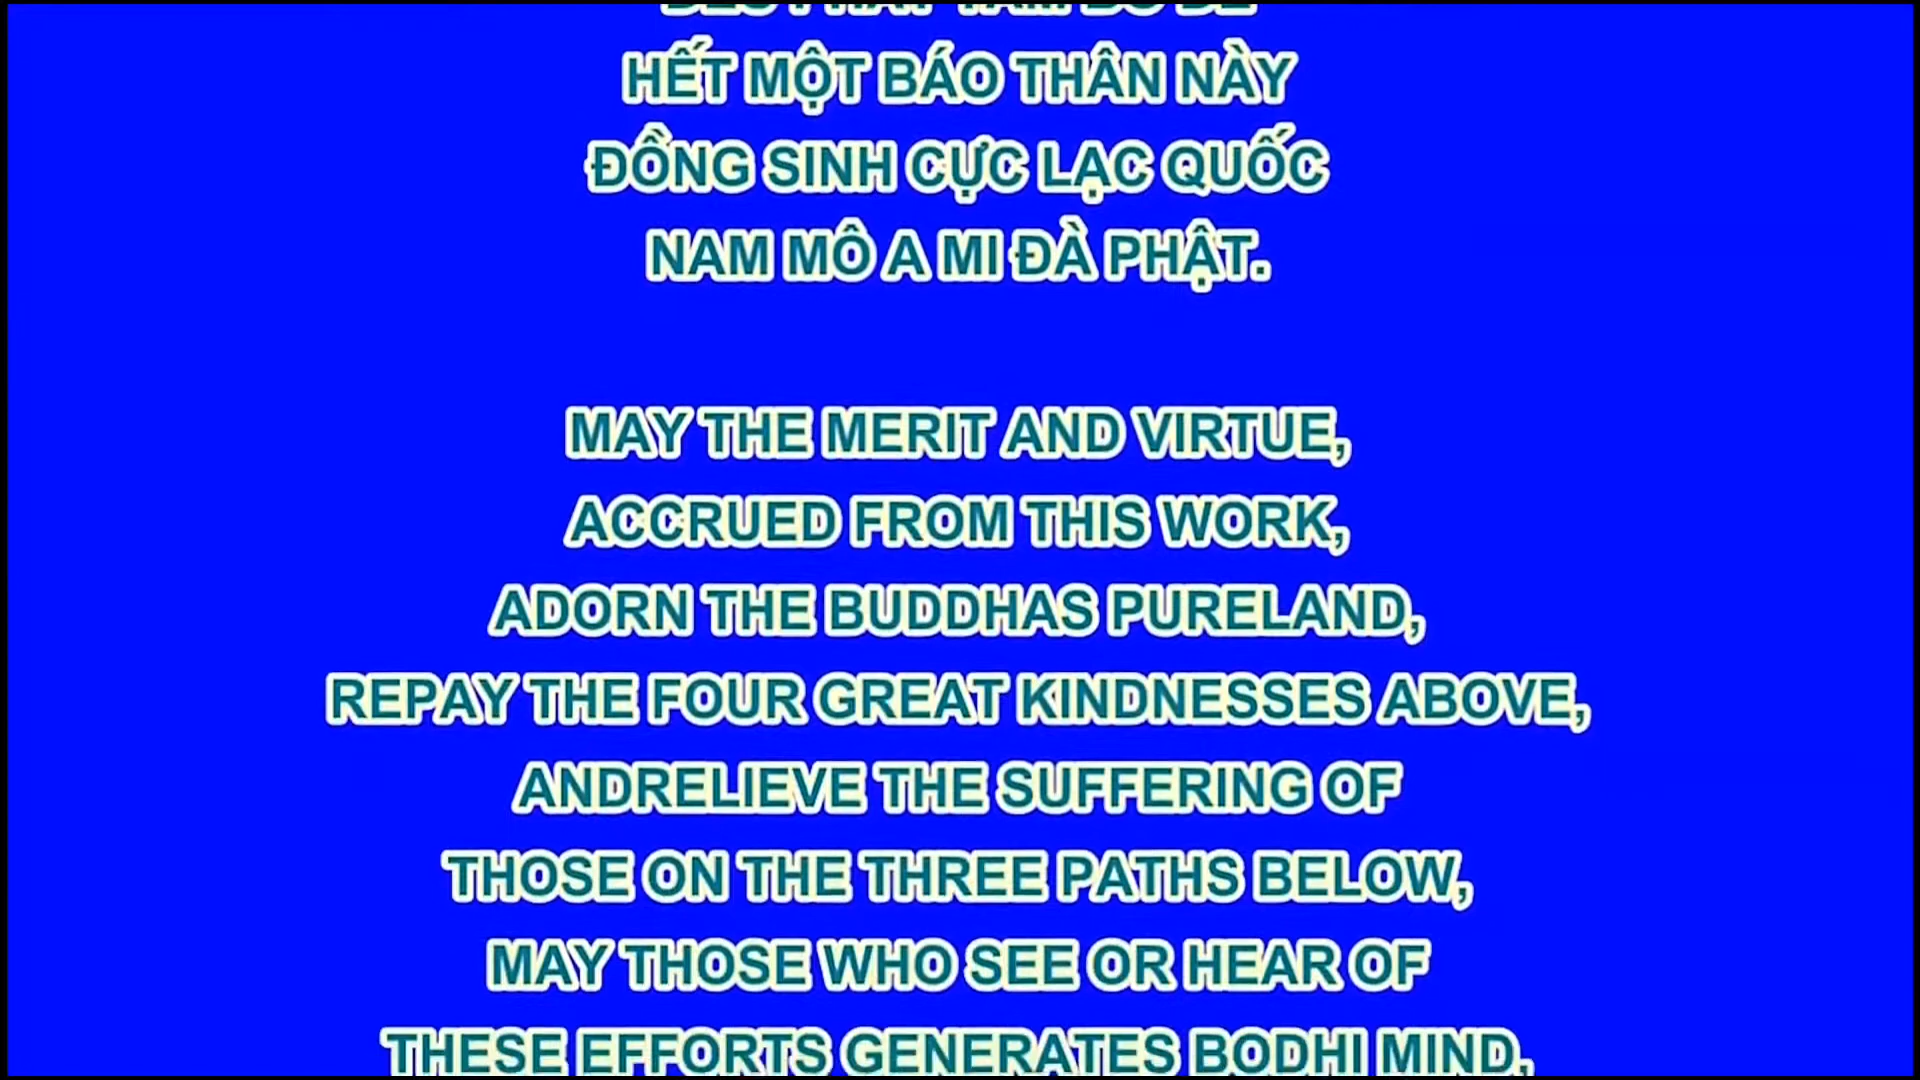 HẾT MỘT BÁO THÂN NÀY
ĐỒNG SINH CỰC LẠC QUỐC
NAM MÔ A MI ĐÀ PHẬT.
MAY THE MERIT AND VIRTUE,
ACCRUED FROM THIS WORK,
ADORN THE BUDDHAS PURELAND,
REPAY THE FOUR GREAT KINDNESSES ABOVE,
ANDRELIEVE THE SUFFERING OF
THOSE ON THE THREE PATHS BELOW,
MAY THOSE WHO SEE OR HEAR OF
THESE EFFORTS GENERATES BODHI MIND,